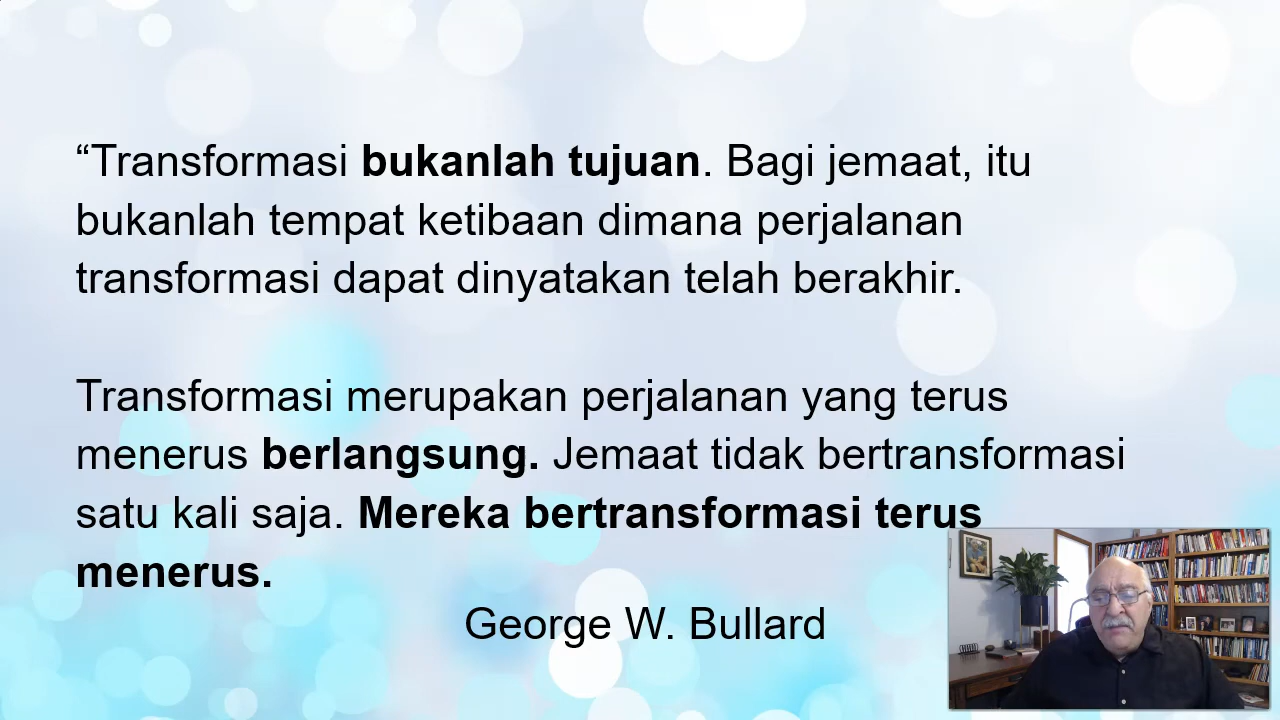 “Transformasi bukanlah tujuan. Bagi jemaat, itu
bukanlah tempat ketibaan dimana perjalanan
transformasi dapat dinyatakan telah berakhir.
Transformasi merupakan perjalanan yang terus
menerus berlangsung. Jemaat tidak bertransformasi
satu kali saja. Mereka bertransformasi terus
menerus.
George W. Bullard